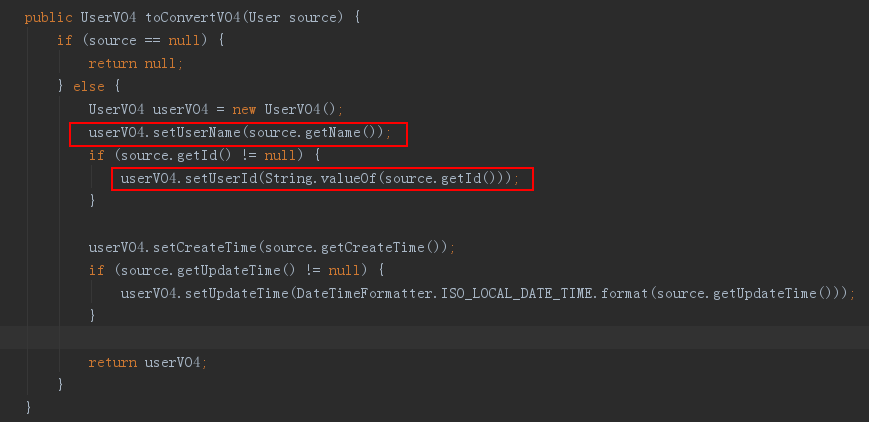 public UserVO4 toConvertVO4(User source) {
if (source == null) {
return null;
} else {
UserVO4 userVO4 = new UserVO4();
userVO4.setUserName(source.getName());
if (source.getId() != null) {
userVO4.setUserId(String.valueOf(source.getId()));
}
userVO4.setCreateTime(source.getCreateTime());
if (source.getUpdateTime() != null) {
userVO4.setUpdateTime(DateTimeFormatter.ISO_LOCAL_DATE_TIME.format(source.getUpdateTime()));
}
return userVO4;
}
}